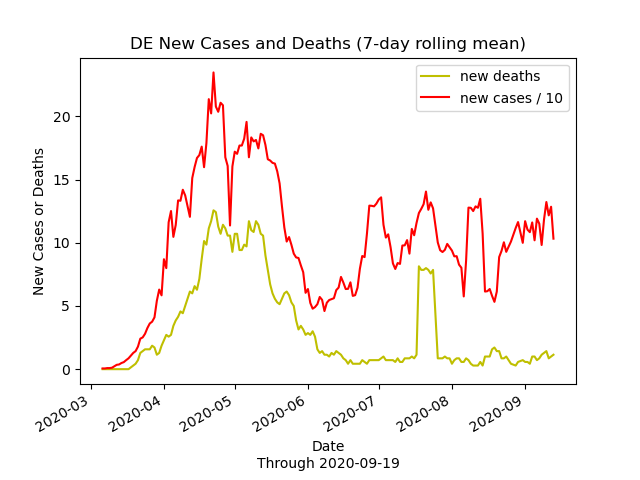 DE New Cases and Deaths (7-day rolling mean)
new deaths
new cases / 10
New Cases or Deaths
20
15
10
5
0
2020-03
2020-04
2020-05
2020-06
2020-07
2020-08
2020-09
Date
Through 2020-09-19